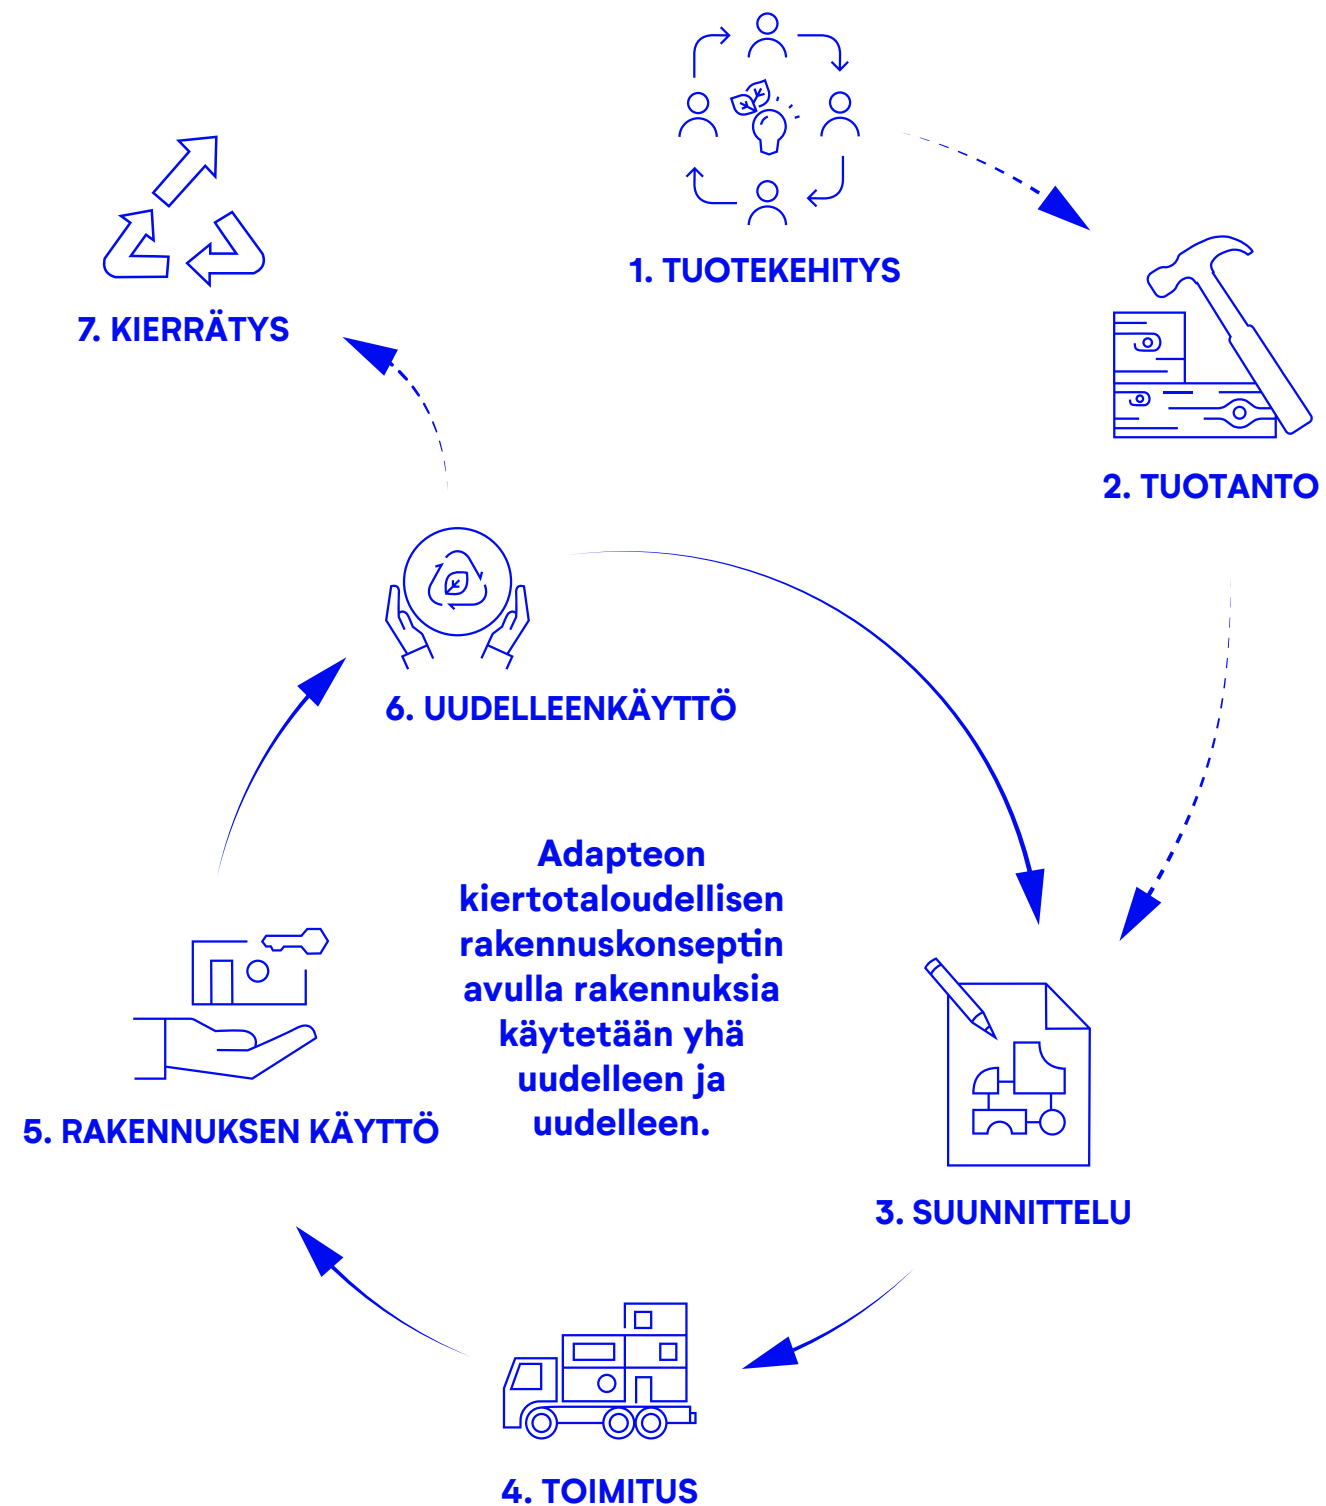 1. TUOTEKEHITYS
2. TUOTANTO
3. SUUNNITTELU
4. TOIMITUS
5. RAKENNUKSEN KÄYTTÖ
6. UUDELLEENKÄYTTÖ
7. KIERRÄTYS
Adapteon
kiertotaloudellisen
rakennuskonseptin
avulla rakennuksia
käytetään yhä
uudelleen ja
uudelleen.